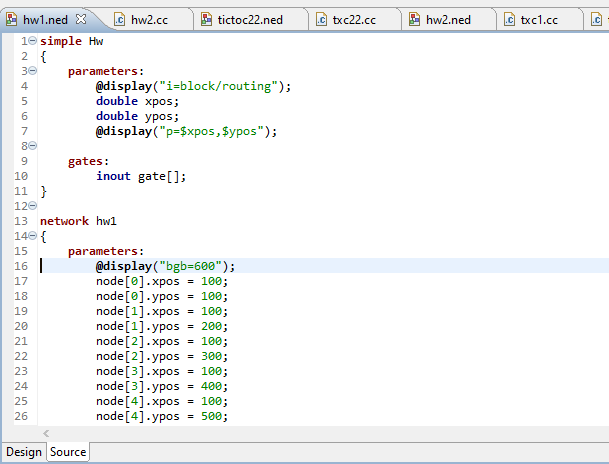 hw1.ned hw2.cc tictoc22.ned txc22.cc hw2.ned txc1.cc
1 simple Hw
2 {
3     parameters:
4         @display("i=block/routing");
5         double xpos;
6         double ypos;
7         @display("p=$xpos,$ypos");
8
9     gates:
10         inout gate[];
11 }
12
13 network hw1
14 {
15     parameters:
16         @display("bgb=600");
17         node[0].xpos = 100;
18         node[0].ypos = 100;
19         node[1].xpos = 100;
20         node[1].ypos = 200;
21         node[2].xpos = 100;
22         node[2].ypos = 300;
23         node[3].xpos = 100;
24         node[3].ypos = 400;
25         node[4].xpos = 100;
26         node[4].ypos = 500;
Design Source